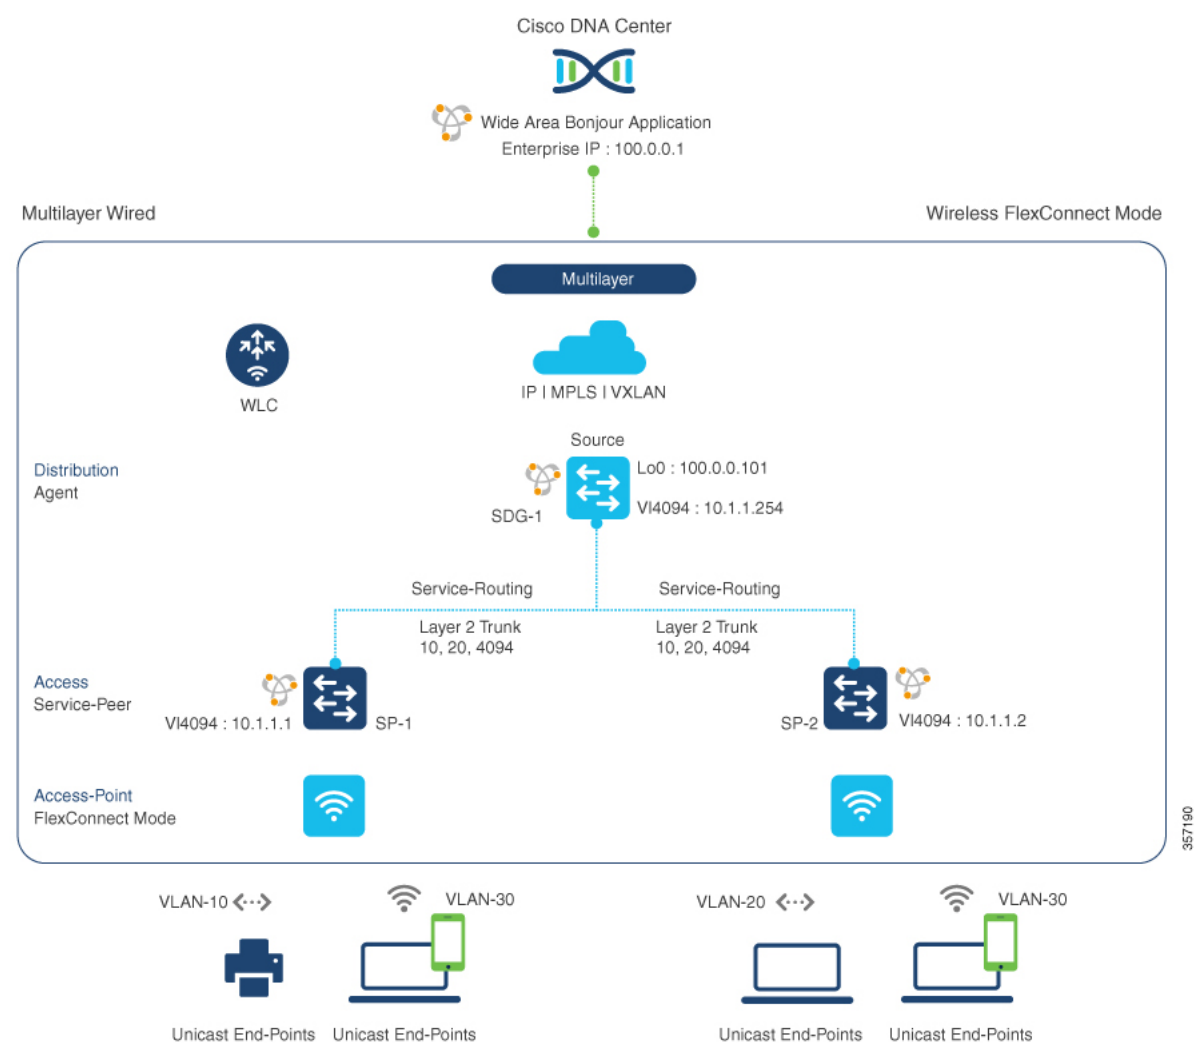 Cisco DNA Center
Wide Area Bonjour Application
Enterprise IP : 100.0.0.1
Multilayer Wired
Wireless FlexConnect Mode
Multilayer
WLC
IP I MPLS I VXLAN
Source
Distribution
Agent
Lo0 : 100.0.0.101
SDG-1
VI4094 : 10.1.1.254
Service-Routing
Service-Routing
Layer 2 Trunk
10, 20, 4094
Layer 2 Trunk
10, 20, 4094
Access
Service-Peer
VI4094 : 10.1.1.1
SP-1
SP-2
VI4094 : 10.1.1.2
Access-Point
FlexConnect Mode
357190
VLAN-10
VLAN-30
VLAN-20
VLAN-30
Unicast End-Points
Unicast End-Points
Unicast End-Points
Unicast End-Points